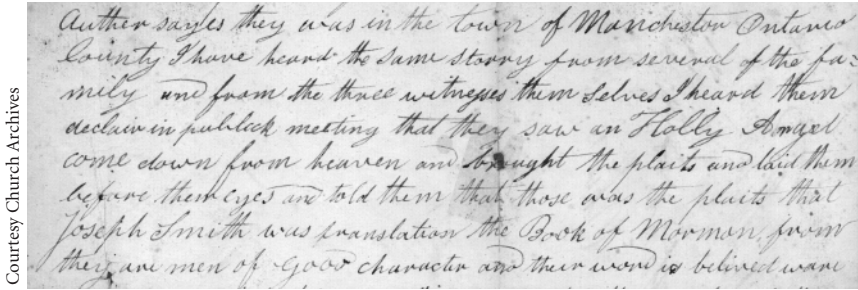 Auther sayes they was in the town of Manchestor Ontario
County I have heard the same storry from several of the fa=
mily and from the three witnesses them selves I heard them
declair in publick meeting that they saw an Holly Angel
come down from heaven and brought the plaits and laid them
before them eyes and told them that those was the plaits that
Joseph Smith was translation the Book of Mormon, from
they are men of good character and their word is belived ware
Courtesy Church Archives